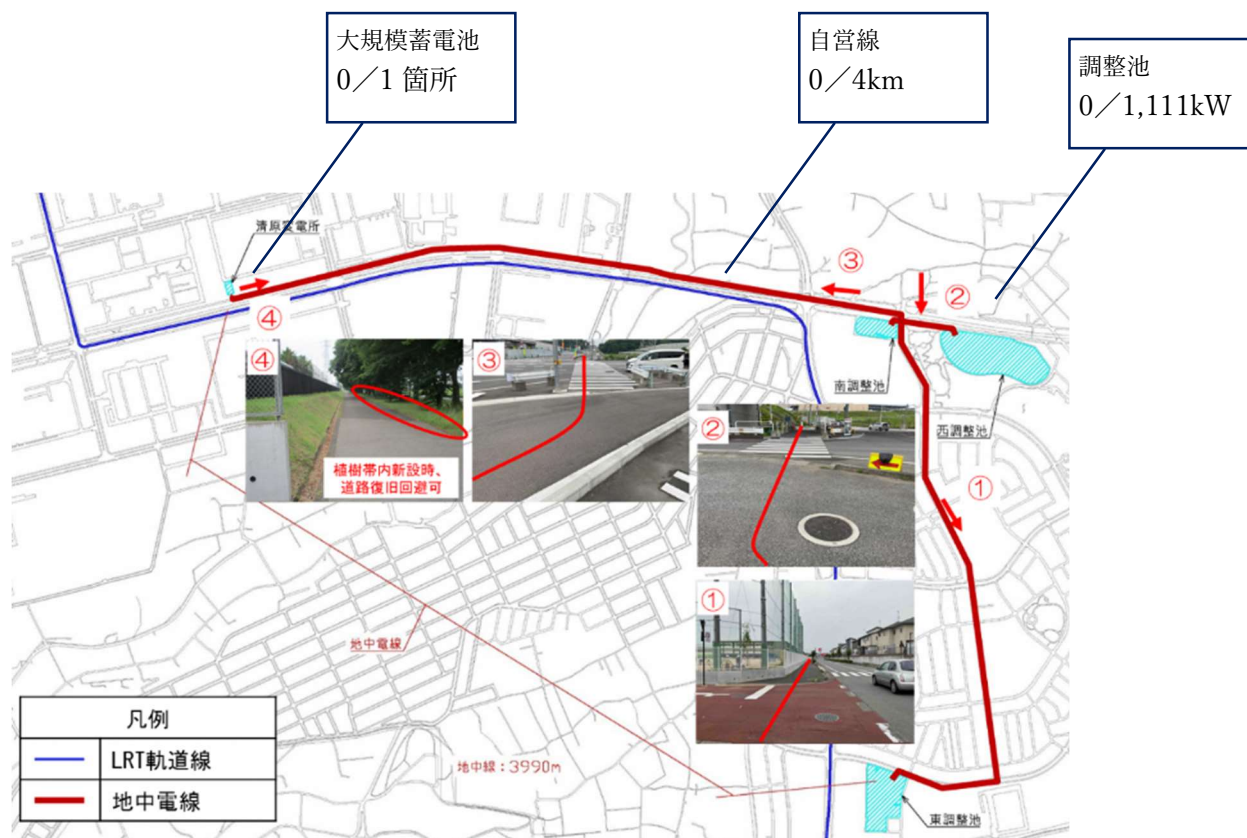 大規模蓄電池
0／1 箇所
自営線
0／4km
調整池
0／1,111kW
清原変電所
③
②
④
④
③
南調整池
西調整池
植樹帯内新設時、
道路復旧回避可
②
①
①
地中電線
凡例
LRT軌道線
地中電線
地中線：3990m
東調整池